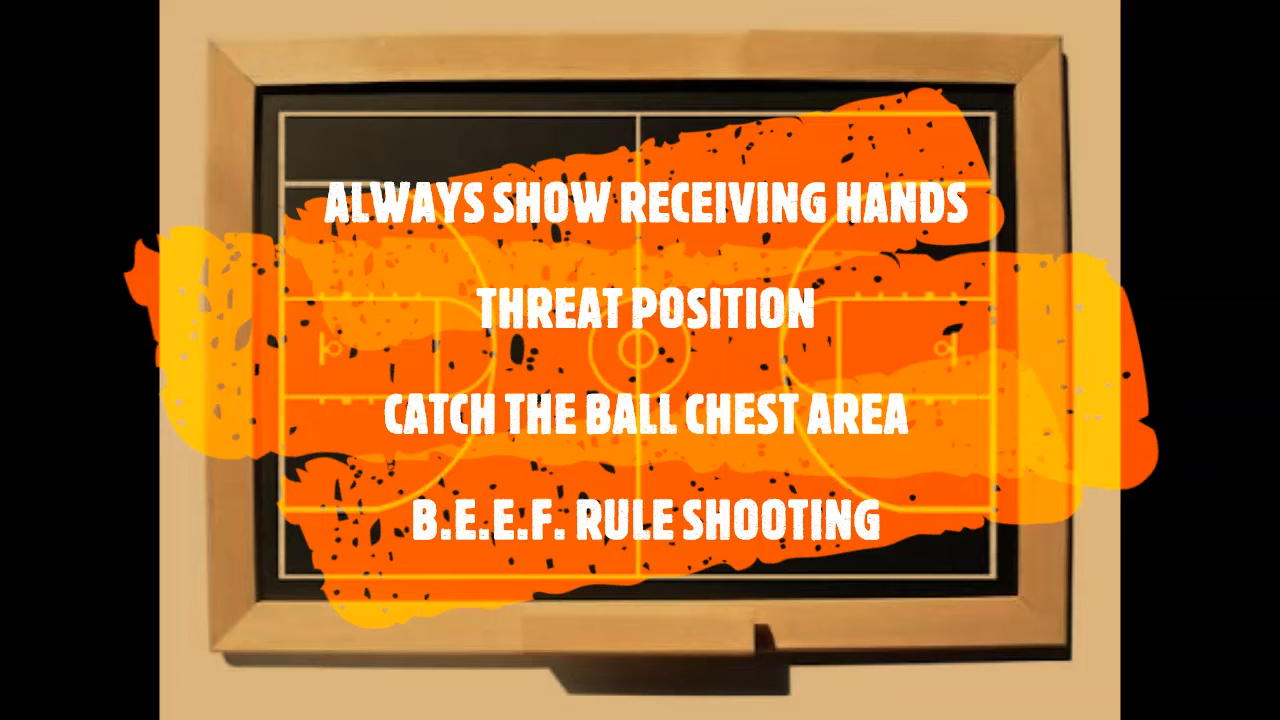 ALWAYS SHOW RECEIVING HANDS
THREAT POSITION
CATCH THE BALL CHEST AREA
B.E.E.F. RULE SHOOTING